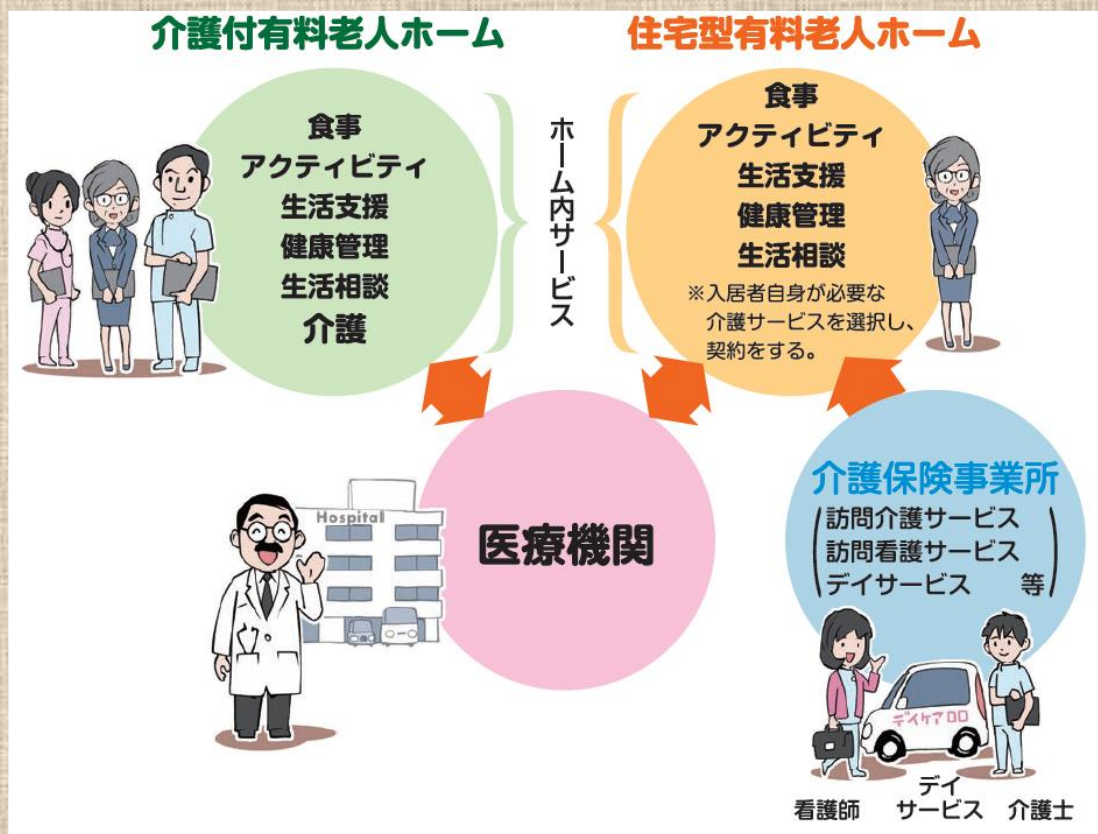 介護付有料老人ホーム
食事
アクティビティ
生活支援
健康管理
生活相談
介護
ホーム内サービス
住宅型有料老人ホーム
食事
アクティビティ
生活支援
健康管理
生活相談
※入居者自身が必要な
介護サービスを選択し、
契約をする。
Hospital
医療機関
介護保険事業所
(訪問介護サービス
訪問看護サービス
デイサービス 等)
デイケア口口
看護師
デイ
サービス
介護士